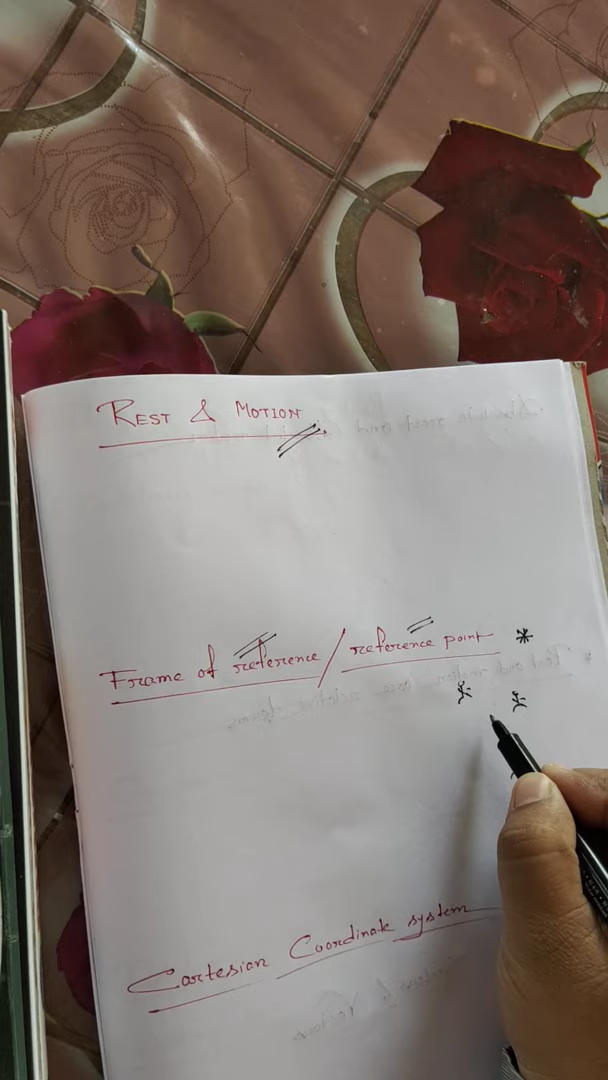 REST & MOTION
Frame of reference / reference point *
Cartesian Coordinate system